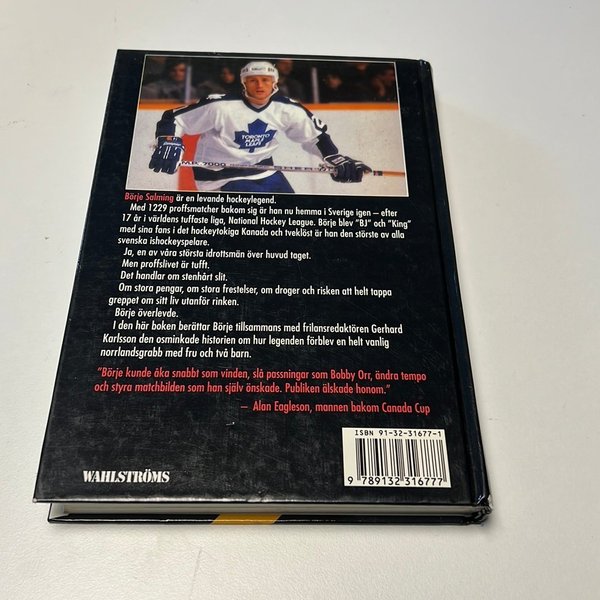 TORONTO
MAPLE
LEAFS
M.P. 7000
SHER-WOOD
Börje Salming är en levande hockeylegend.
Med 1229 proffsmatcher bakom sig är han nu hemma i Sverige igen – efter
17 år i världens tuffaste liga, National Hockey League. Börje blev ”BJ” och ”King”
med sina fans i det hockeytokiga Kanada och tveklöst är han den störste av alla
svenska ishockeyspelare.
Ja, en av våra största idrottsmän över huvud taget.
Men proffslivet är tufft.
Det handlar om stenhårt slit.
Om stora pengar, om stora frestelser, om droger och risken att helt tappa
greppet om sitt liv utanför rinken.
Börje överlevde.
I den här boken berättar Börje tillsammans med frilansredaktören Gerhard
Karlsson den osminkade historien om hur legenden förblev en helt vanlig
norrlandsgrabb med fru och två barn.
”Börje kunde åka snabbt som vinden, slå passningar som Bobby Orr, ändra tempo
och styra matchbilden som han själv önskade. Publiken älskade honom.”
– Alan Eagleson, mannen bakom Canada Cup
ISBN 91-32-31677-1
9 789132 316777
WAHLSTRÖMS